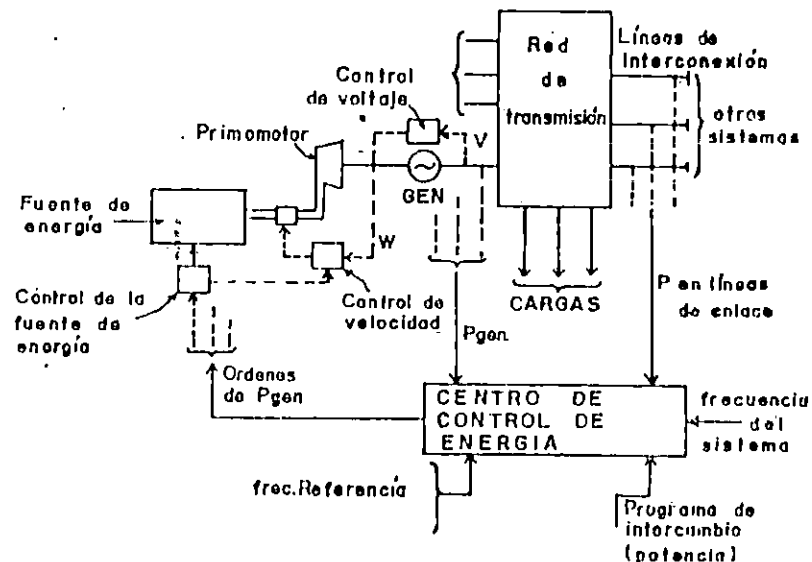 Red
de
transmisión
Líneas de
Interconexión
otros
sistemas
Control
de voltaje
Primomotor
V
GEN
Fuente de
energía
W
Control de la
fuente de
energía
Control de
velocidad
CARGAS
P en líneas
de enlace
Pgen.
Ordenes
de Pgen
CENTRO DE
CONTROL DE
ENERGIA
frecuencia
del
sistema
frec.Referencía
Programa de
intercambio
(potencia)